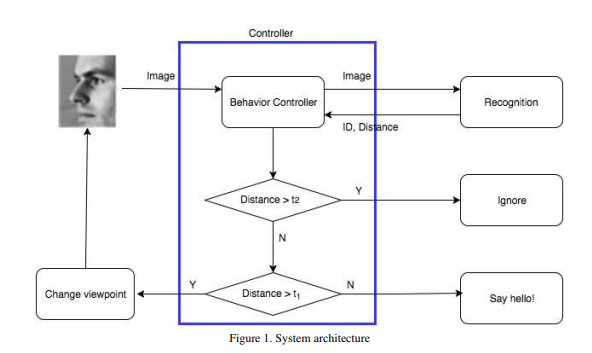 Controller
Image
Image
Behavior Controller
Recognition
ID, Distance
Distance > t2
Y
Ignore
N
Change viewpoint
Y
Distance > t1
N
Say hello!
Figure 1. System architecture